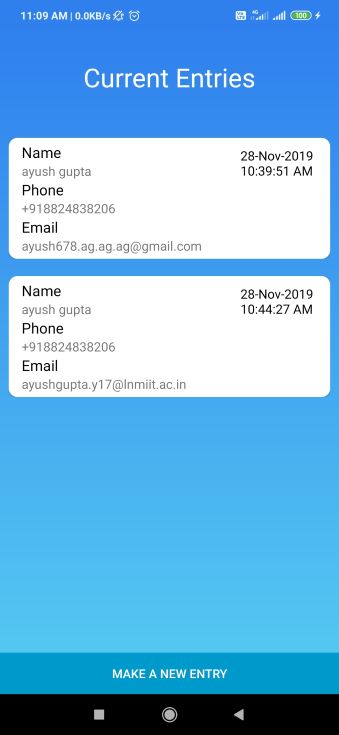 11:09 AM | 0.0KB/s
4G
100
Current Entries
Name
28-Nov-2019
ayush gupta
10:39:51 AM
Phone
+918824838206
Email
ayush678.ag.ag.ag@gmail.com
Name
28-Nov-2019
ayush gupta
10:44:27 AM
Phone
+918824838206
Email
ayushgupta.y17@lnmiit.ac.in
MAKE A NEW ENTRY